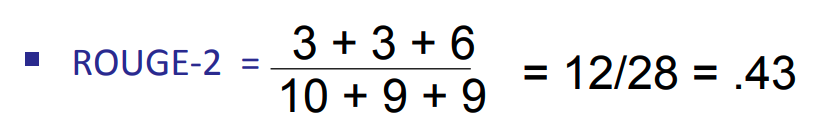 ▪ ROUGE-2 = 3 + 3 + 6
10 + 9 + 9 = 12/28 = .43